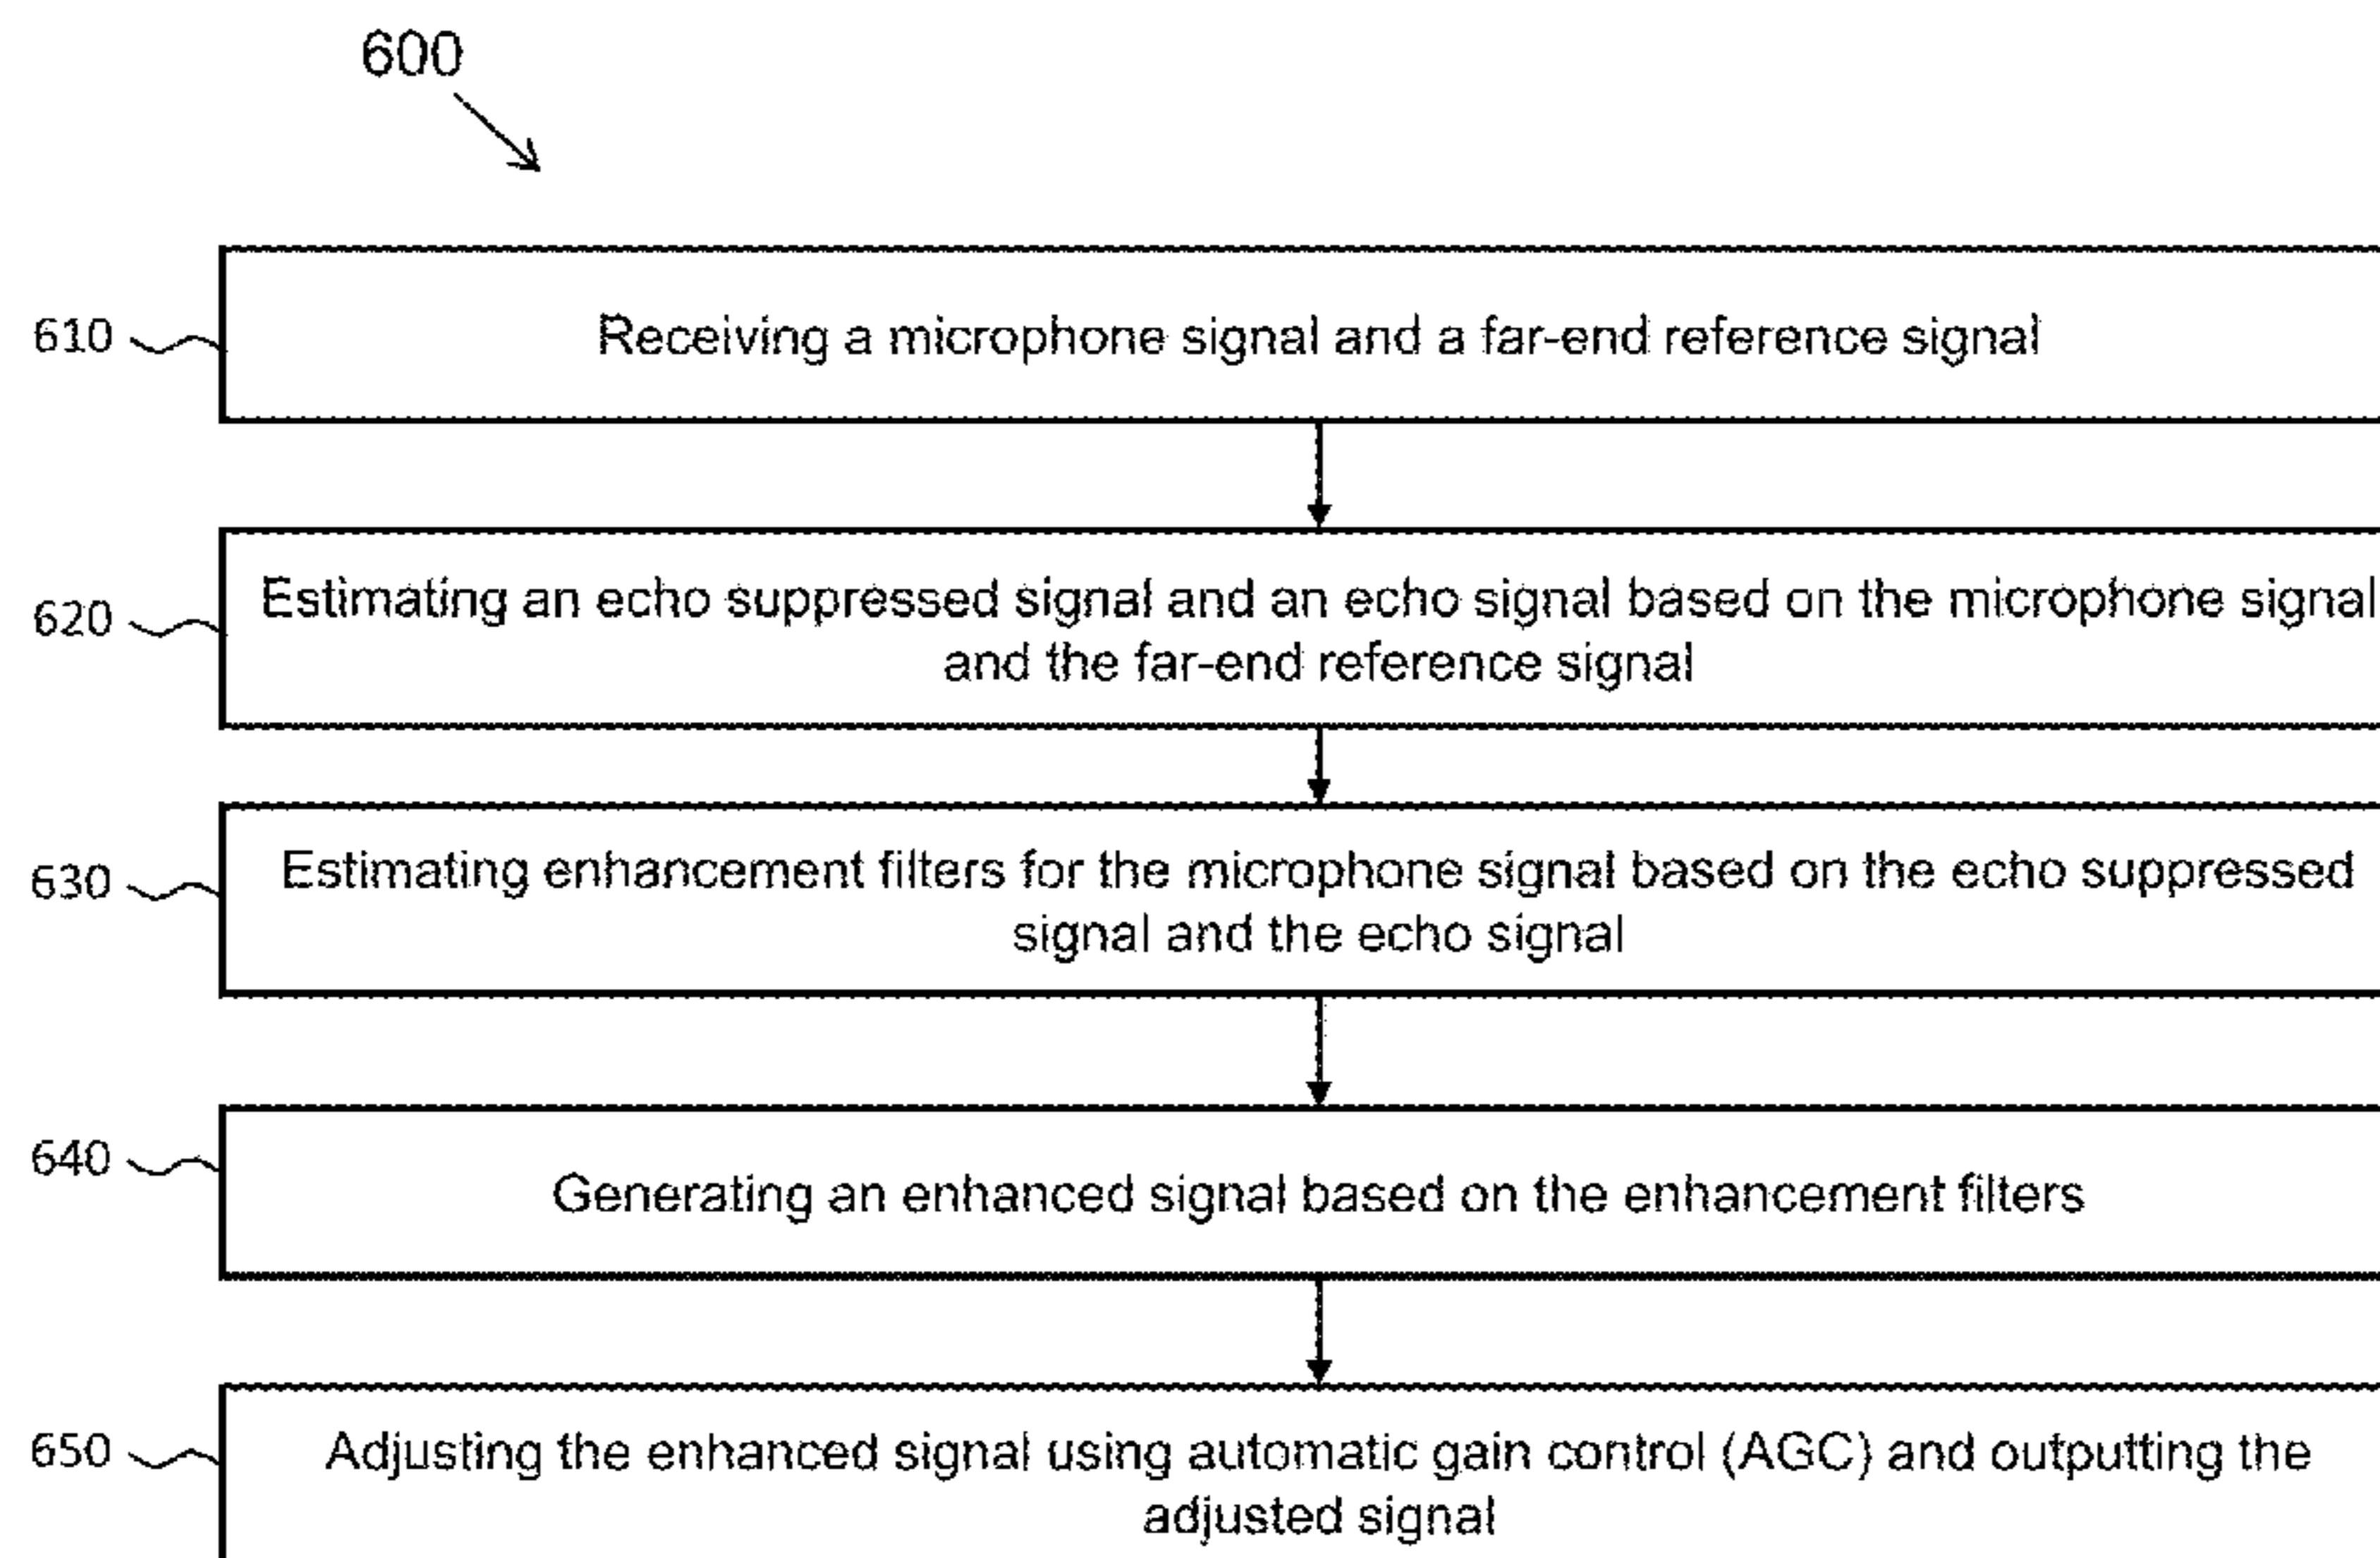 600
610
Receiving a microphone signal and a far-end reference signal
620
Estimating an echo suppressed signal and an echo signal based on the microphone signal
and the far-end reference signal
630
Estimating enhancement filters for the microphone signal based on the echo suppressed
signal and the echo signal
640
Generating an enhanced signal based on the enhancement filters
650
Adjusting the enhanced signal using automatic gain control (AGC) and outputting the
adjusted signal